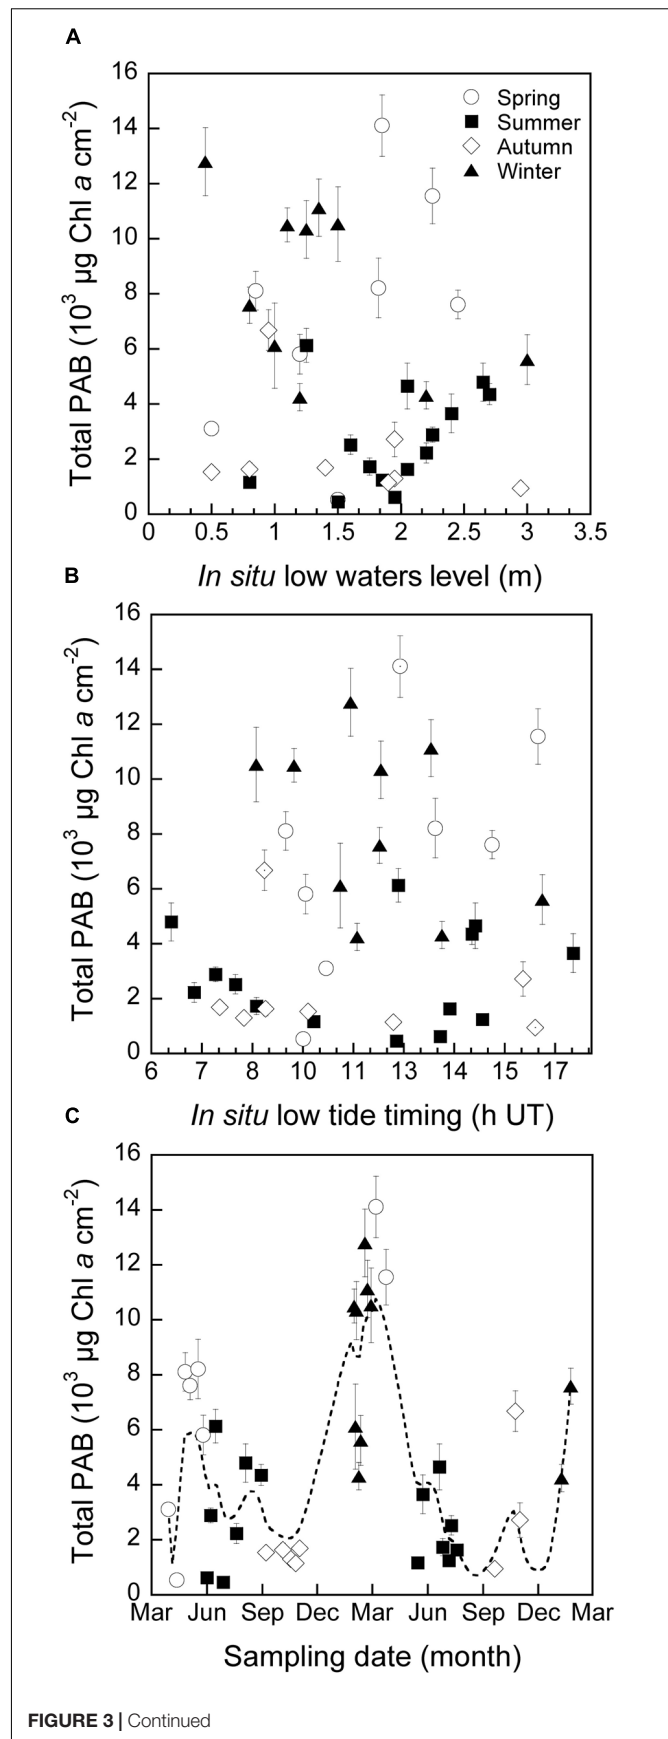 A
Total PAB (10³ µg Chl a cm⁻²)
16
14
12
10
8
6
4
2
0
Spring
Summer
Autumn
Winter
0 0.5 1 1.5 2 2.5 3 3.5
In situ low waters level (m)
B
Total PAB (10³ µg Chl a cm⁻²)
16
14
12
10
8
6
4
2
0
6 7 8 10 11 13 14 15 17
In situ low tide timing (h UT)
C
Total PAB (10³ µg Chl a cm⁻²)
16
14
12
10
8
6
4
2
0
Mar Jun Sep Dec Mar Jun Sep Dec Mar
Sampling date (month)
FIGURE 3 | Continued